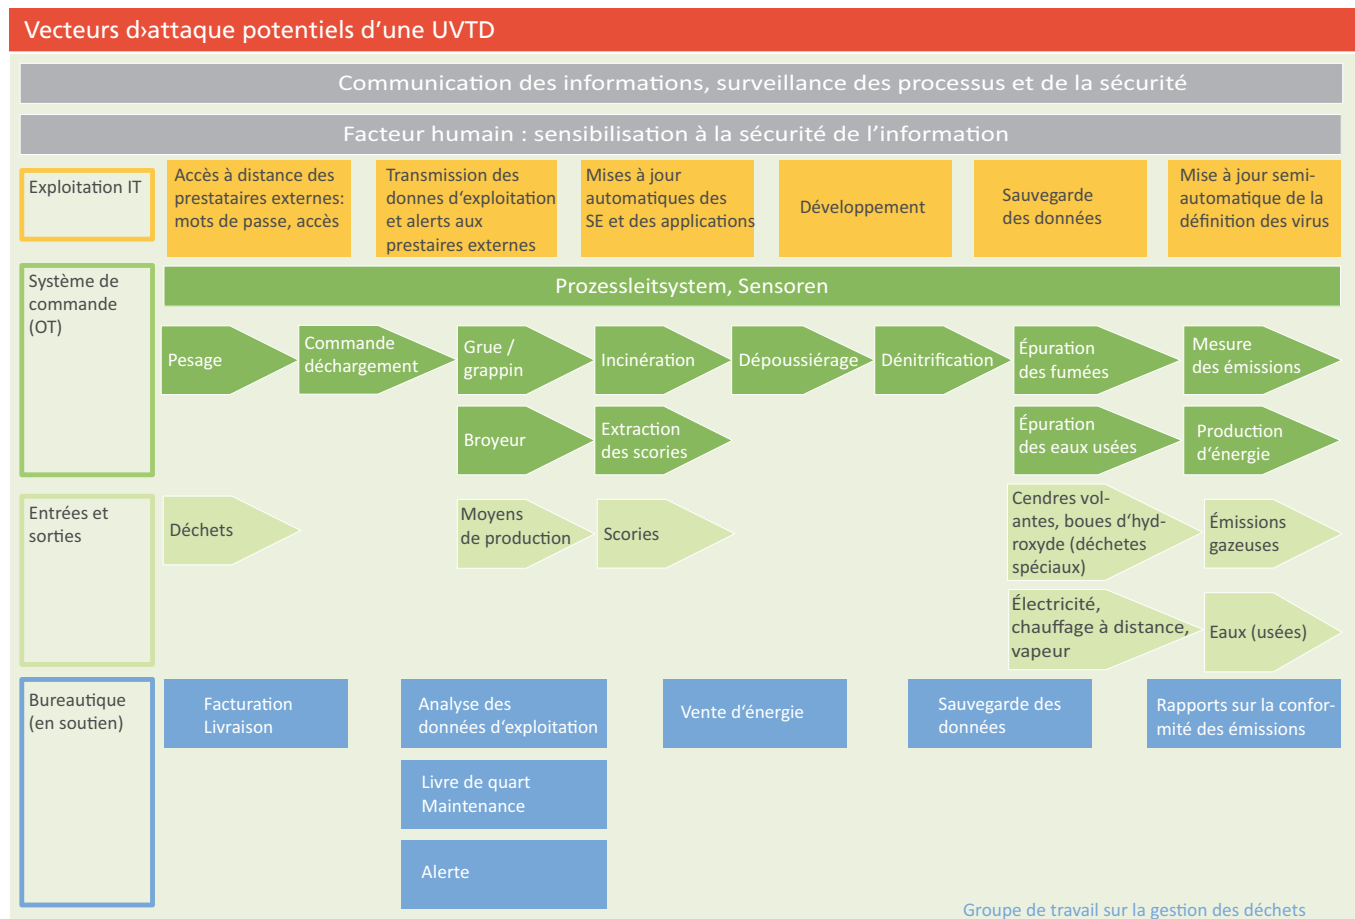 Vecteurs d›attaque potentiels d’une UVTD
Communication des informations, surveillance des processus et de la sécurité
Facteur humain : sensibilisation à la sécurité de l’information
Exploitation IT
Accès à distance des
prestataires externes:
mots de passe, accès
Transmission des
donnes d‘exploitation
et alerts aux
prestaires externes
Mises à jour
automatiques des
SE et des applications
Développement
Sauvegarde
des données
Mise à jour semi-
automatique de la
définition des virus
Système de
commande
(OT)
Prozessleitsystem, Sensoren
Pesage
Commande
déchargement
Grue /
grappin
Incinération
Dépoussiérage
Dénitrification
Épuration
des fumées
Mesure
des émissions
Broyeur
Extraction
des scories
Épuration
des eaux usées
Production
d‘énergie
Entrées et
sorties
Déchets
Moyens
de production
Scories
Cendres vol-
antes, boues d‘hyd-
roxyde (déchetes
spéciaux)
Émissions
gazeuses
Électricité,
chauffage à distance,
vapeur
Eaux (usées)
Bureautique
(en soutien)
Facturation
Livraison
Analyse des
données d‘exploitation
Vente d‘énergie
Sauvegarde des
données
Rapports sur la confor-
mité des émissions
Livre de quart
Maintenance
Alerte
Groupe de travail sur la gestion des déchets